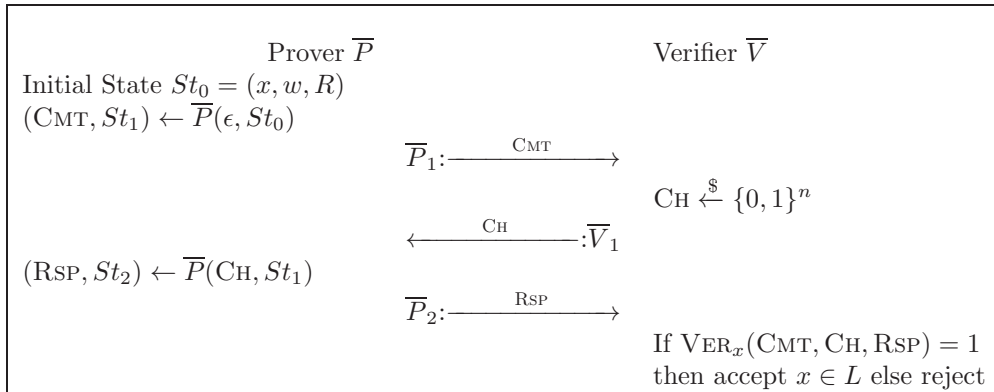 Prover P̅ Verifier V̅
Initial State St₀ = (x, w, R)
(CMT, St₁) ← P̅(ϵ, St₀)
P̅₁: CMT
CH ←$ {0, 1}ⁿ
CH :V̅₁
(RSP, St₂) ← P̅(CH, St₁)
P̅₂: RSP
If VERₓ(CMT, CH, RSP) = 1
then accept x ∈ L else reject